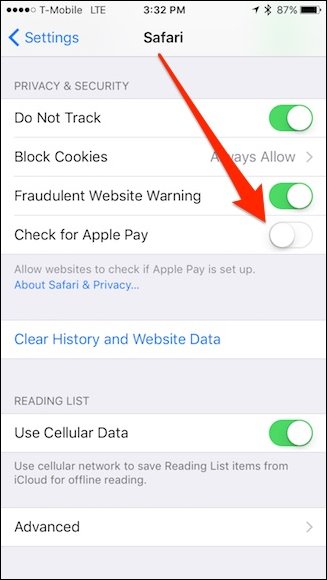 T-Mobile LTE 3:32 PM 87%
Settings Safari
PRIVACY & SECURITY
Do Not Track
Block Cookies Always Allow
Fraudulent Website Warning
Check for Apple Pay
Allow websites to check if Apple Pay is set up.
About Safari & Privacy...
Clear History and Website Data
READING LIST
Use Cellular Data
Use cellular network to save Reading List items from
iCloud for offline reading.
Advanced